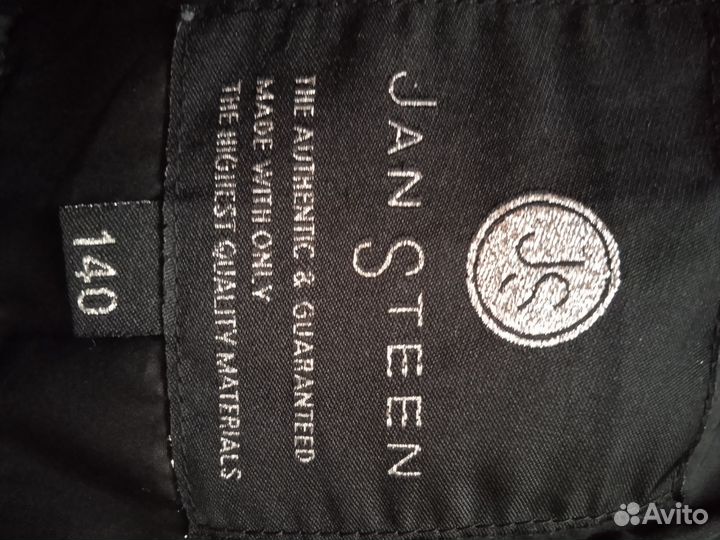 JS
JAN STEEN
THE AUTHENTIC & GUARANTEED
MADE WITH ONLY
THE HIGHEST QUALITY MATERIALS
140
Avito